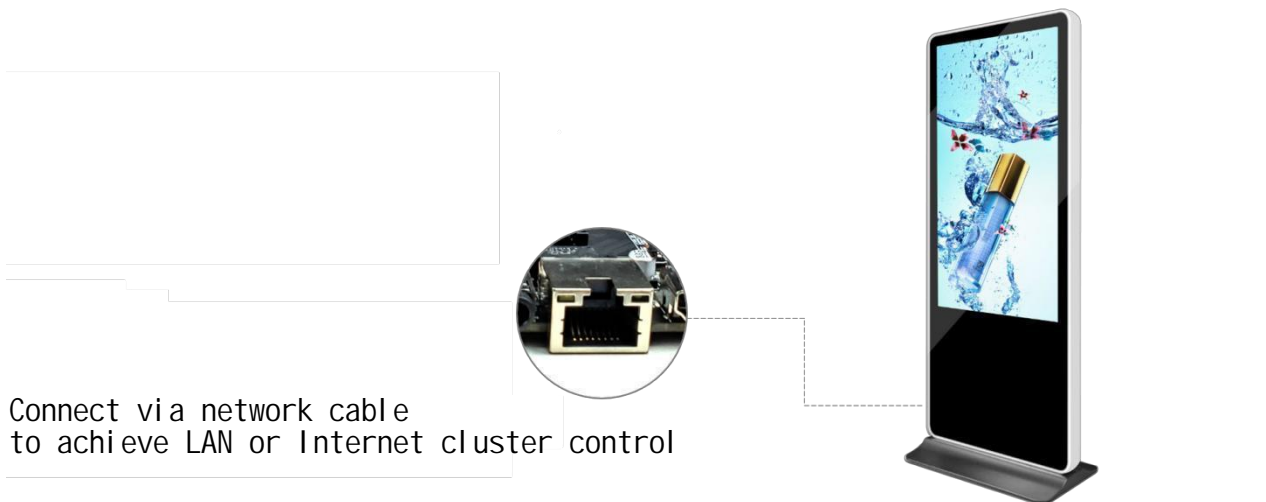 Connect via network cable
to achieve LAN or Internet cluster control